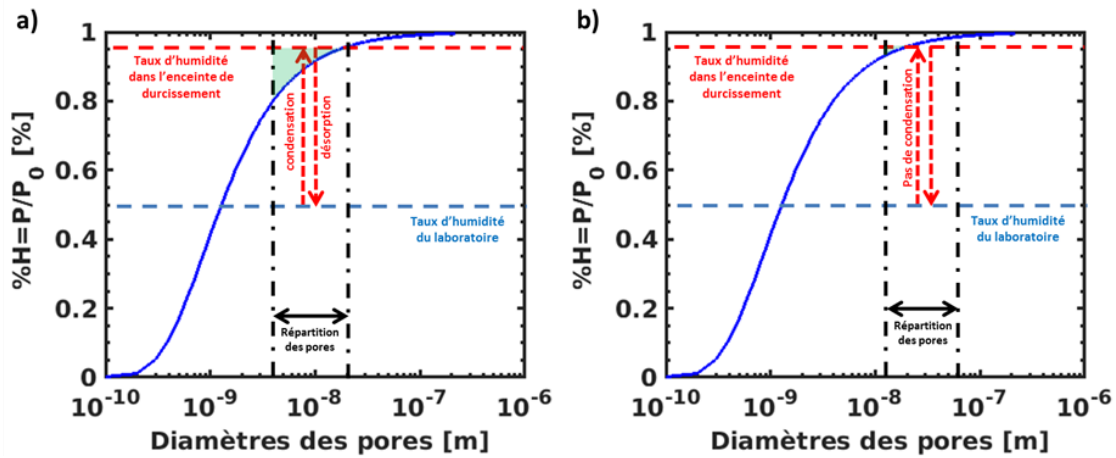 a)
%H=P/P0 [%]
1
0.8
0.6
0.4
0.2
0
Taux d'humidité
dans l'enceinte de
durcissement
condensation
désorption
Taux d'humidité
du laboratoire
Répartition
des pores
10-10
10-9
10-8
10-7
10-6
Diamètres des pores [m]
b)
%H=P/P0 [%]
1
0.8
0.6
0.4
0.2
0
Taux d'humidité
dans l'enceinte de
durcissement
Pas de condensation
Taux d'humidité
du laboratoire
Répartition
des pores
10-10
10-9
10-8
10-7
10-6
Diamètres des pores [m]